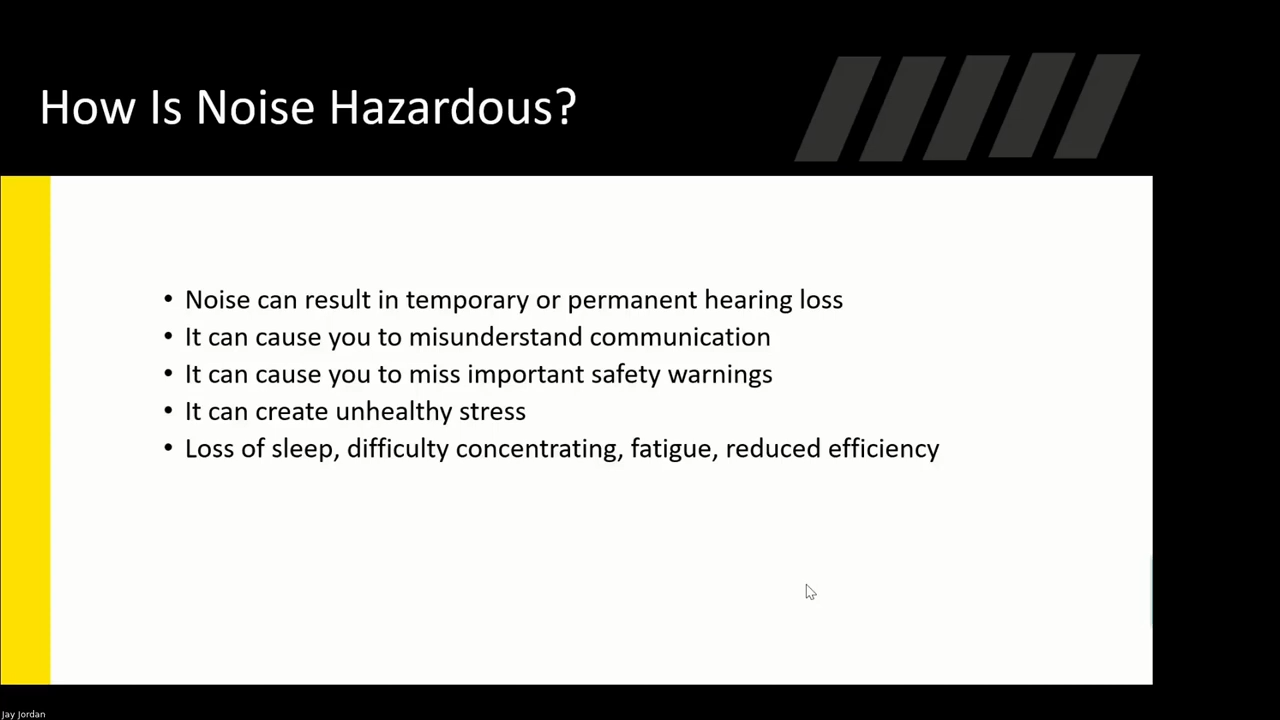 How Is Noise Hazardous?
• Noise can result in temporary or permanent hearing loss
• It can cause you to misunderstand communication
• It can cause you to miss important safety warnings
• It can create unhealthy stress
• Loss of sleep, difficulty concentrating, fatigue, reduced efficiency
Jay Jordan